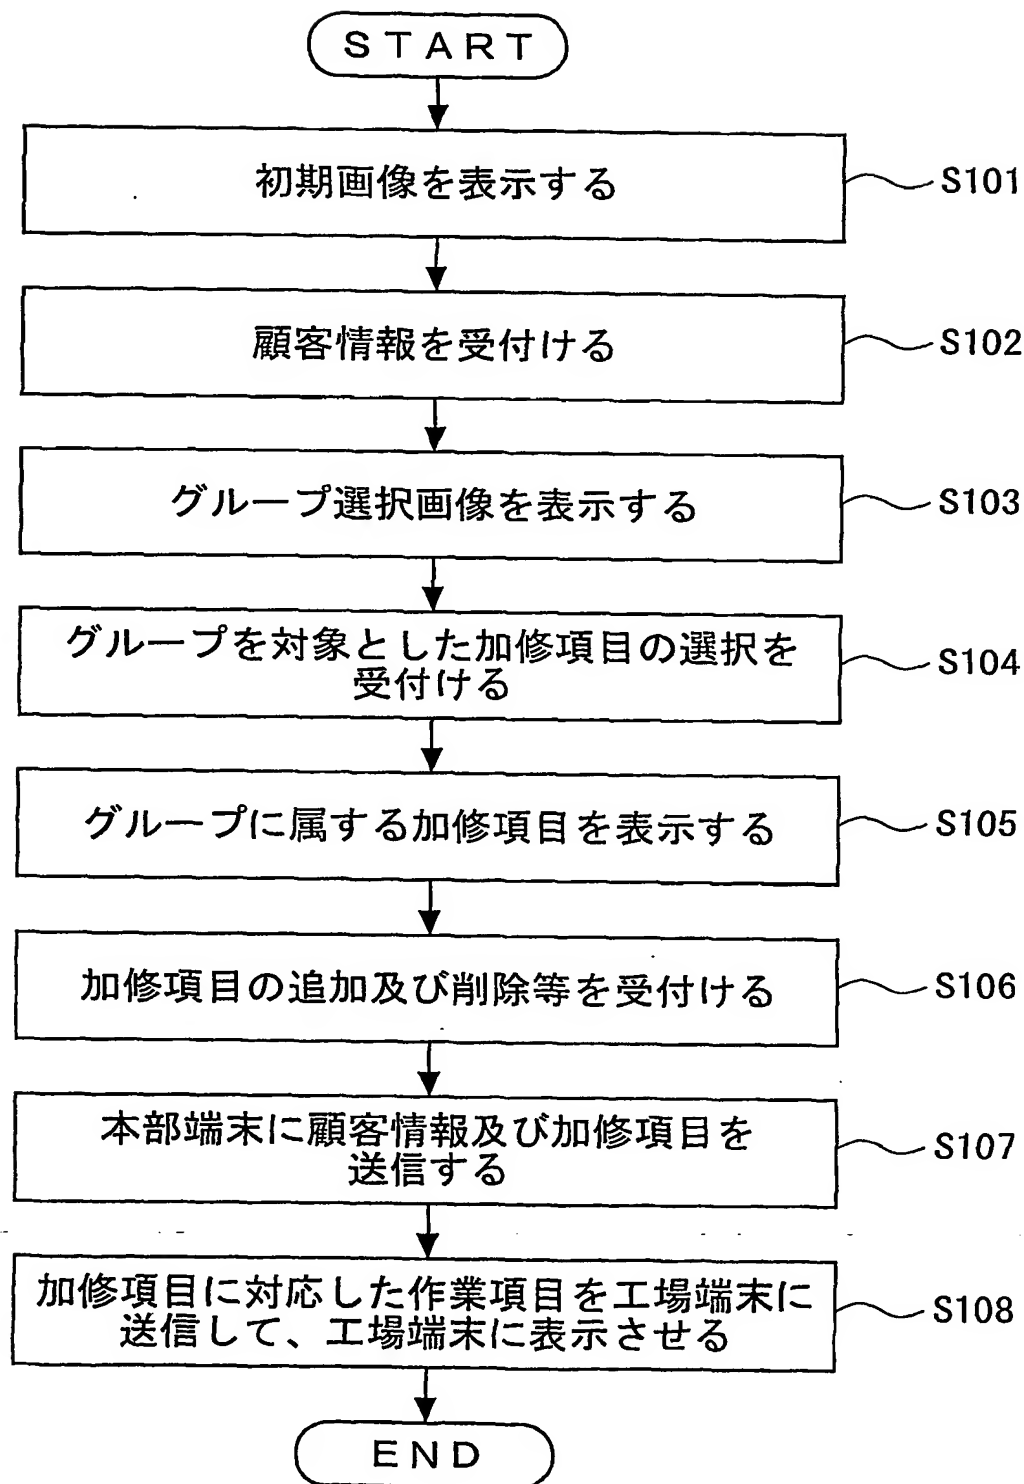 START
初期画像を表示する
S101
顧客情報を受付ける
S102
グループ選択画像を表示する
S103
グループを対象とした加修項目の選択を
受付ける
S104
グループに属する加修項目を表示する
S105
加修項目の追加及び削除等を受付ける
S106
本部端末に顧客情報及び加修項目を
送信する
S107
加修項目に対応した作業項目を工場端末に
送信して、工場端末に表示させる
S108
END